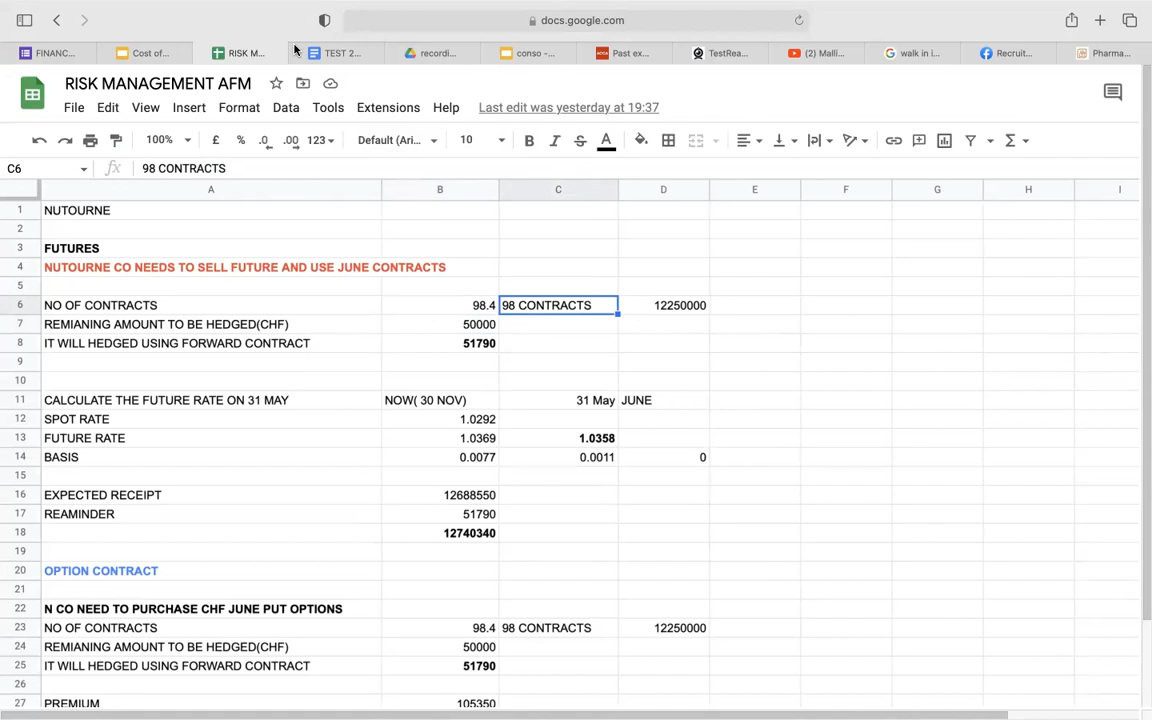 docs.google.com
FINANC...
Cost of...
RISK M...
TEST 2...
recordi...
conso -...
Past ex...
TestRea...
(2) Malli...
walk in i...
Recruit...
Pharma...
RISK MANAGEMENT AFM
File Edit View Insert Format Data Tools Extensions Help Last edit was yesterday at 19:37
100% £ % .0 .00 123 Default (Ari... 10 B I S A
C6 fx 98 CONTRACTS
A B C D E F G H I
1 NUTOURNE
2
3 FUTURES
4 NUTOURNE CO NEEDS TO SELL FUTURE AND USE JUNE CONTRACTS
5
6 NO OF CONTRACTS 98.4 98 CONTRACTS 12250000
7 REMIANING AMOUNT TO BE HEDGED(CHF) 50000
8 IT WILL HEDGED USING FORWARD CONTRACT 51790
9
10
11 CALCULATE THE FUTURE RATE ON 31 MAY NOW( 30 NOV) 31 May JUNE
12 SPOT RATE 1.0292
13 FUTURE RATE 1.0369 1.0358
14 BASIS 0.0077 0.0011 0
15
16 EXPECTED RECEIPT 12688550
17 REAMINDER 51790
18 12740340
19
20 OPTION CONTRACT
21
22 N CO NEED TO PURCHASE CHF JUNE PUT OPTIONS
23 NO OF CONTRACTS 98.4 98 CONTRACTS 12250000
24 REMIANING AMOUNT TO BE HEDGED(CHF) 50000
25 IT WILL HEDGED USING FORWARD CONTRACT 51790
26
27 PREMIUM 105350